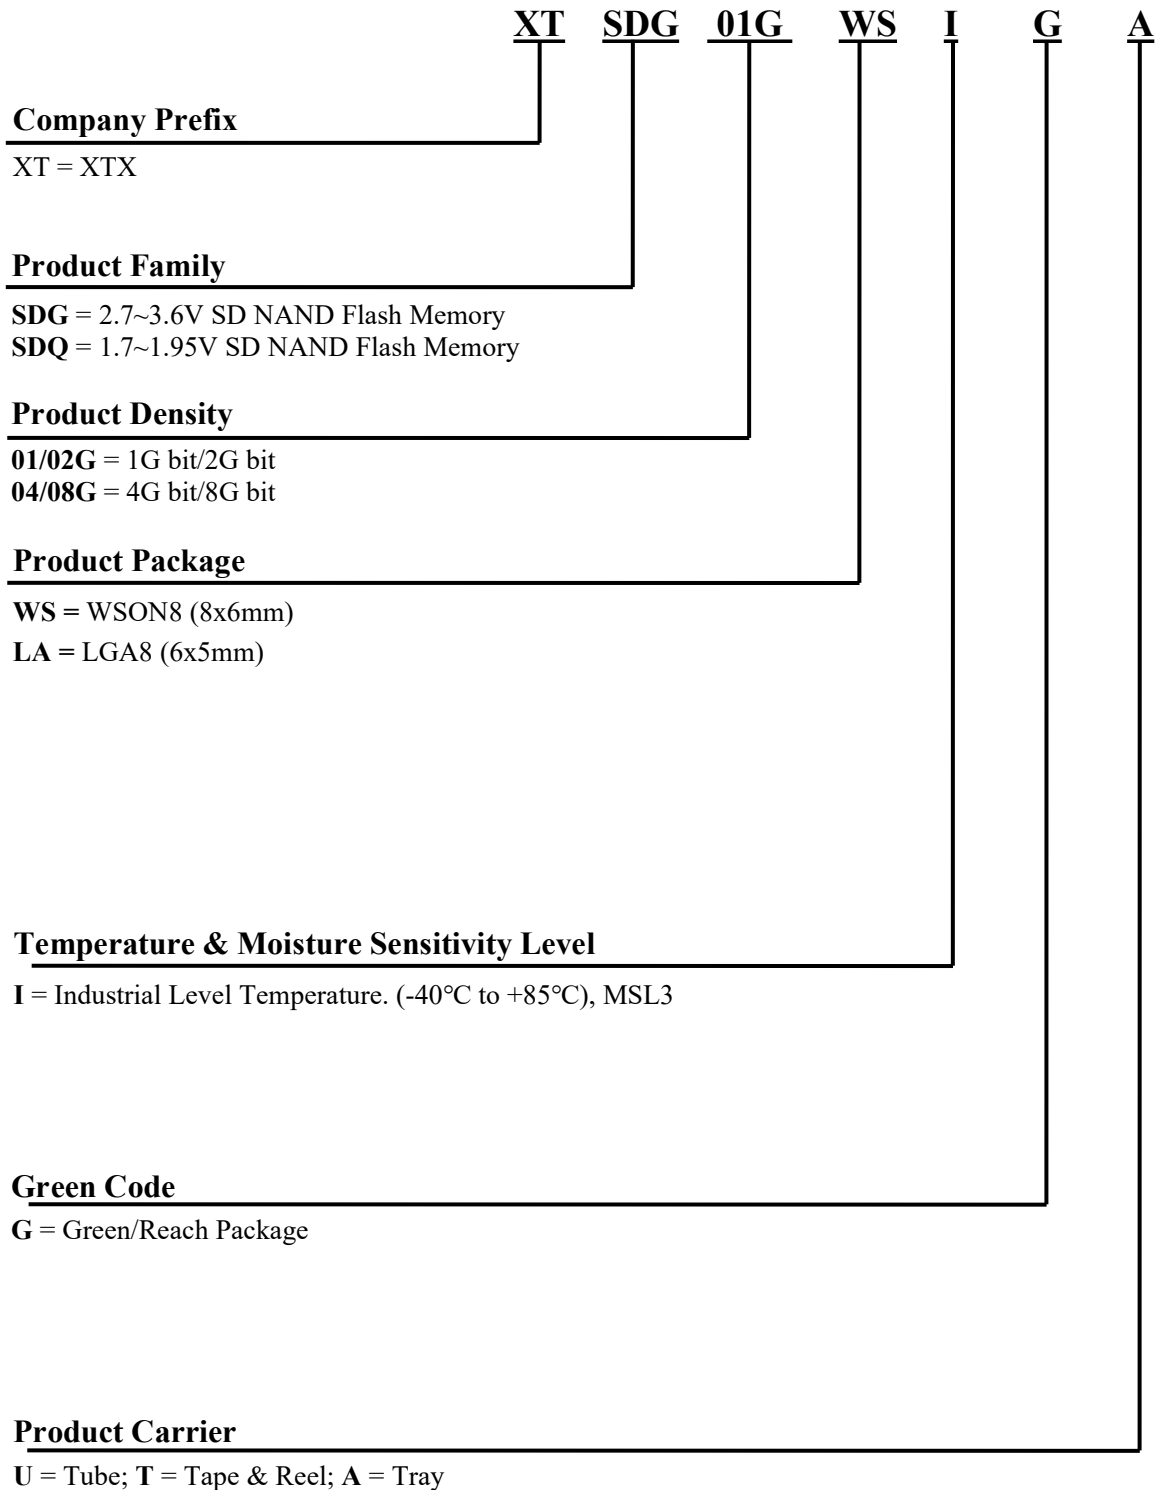 XT SDG 01G WS I G A
Company Prefix
XT = XTX
Product Family
SDG = 2.7~3.6V SD NAND Flash Memory
SDQ = 1.7~1.95V SD NAND Flash Memory
Product Density
01/02G = 1G bit/2G bit
04/08G = 4G bit/8G bit
Product Package
WS = WSON8 (8x6mm)
LA = LGA8 (6x5mm)
Temperature & Moisture Sensitivity Level
I = Industrial Level Temperature. (-40℃ to +85℃), MSL3
Green Code
G = Green/Reach Package
Product Carrier
U = Tube; T = Tape & Reel; A = Tray